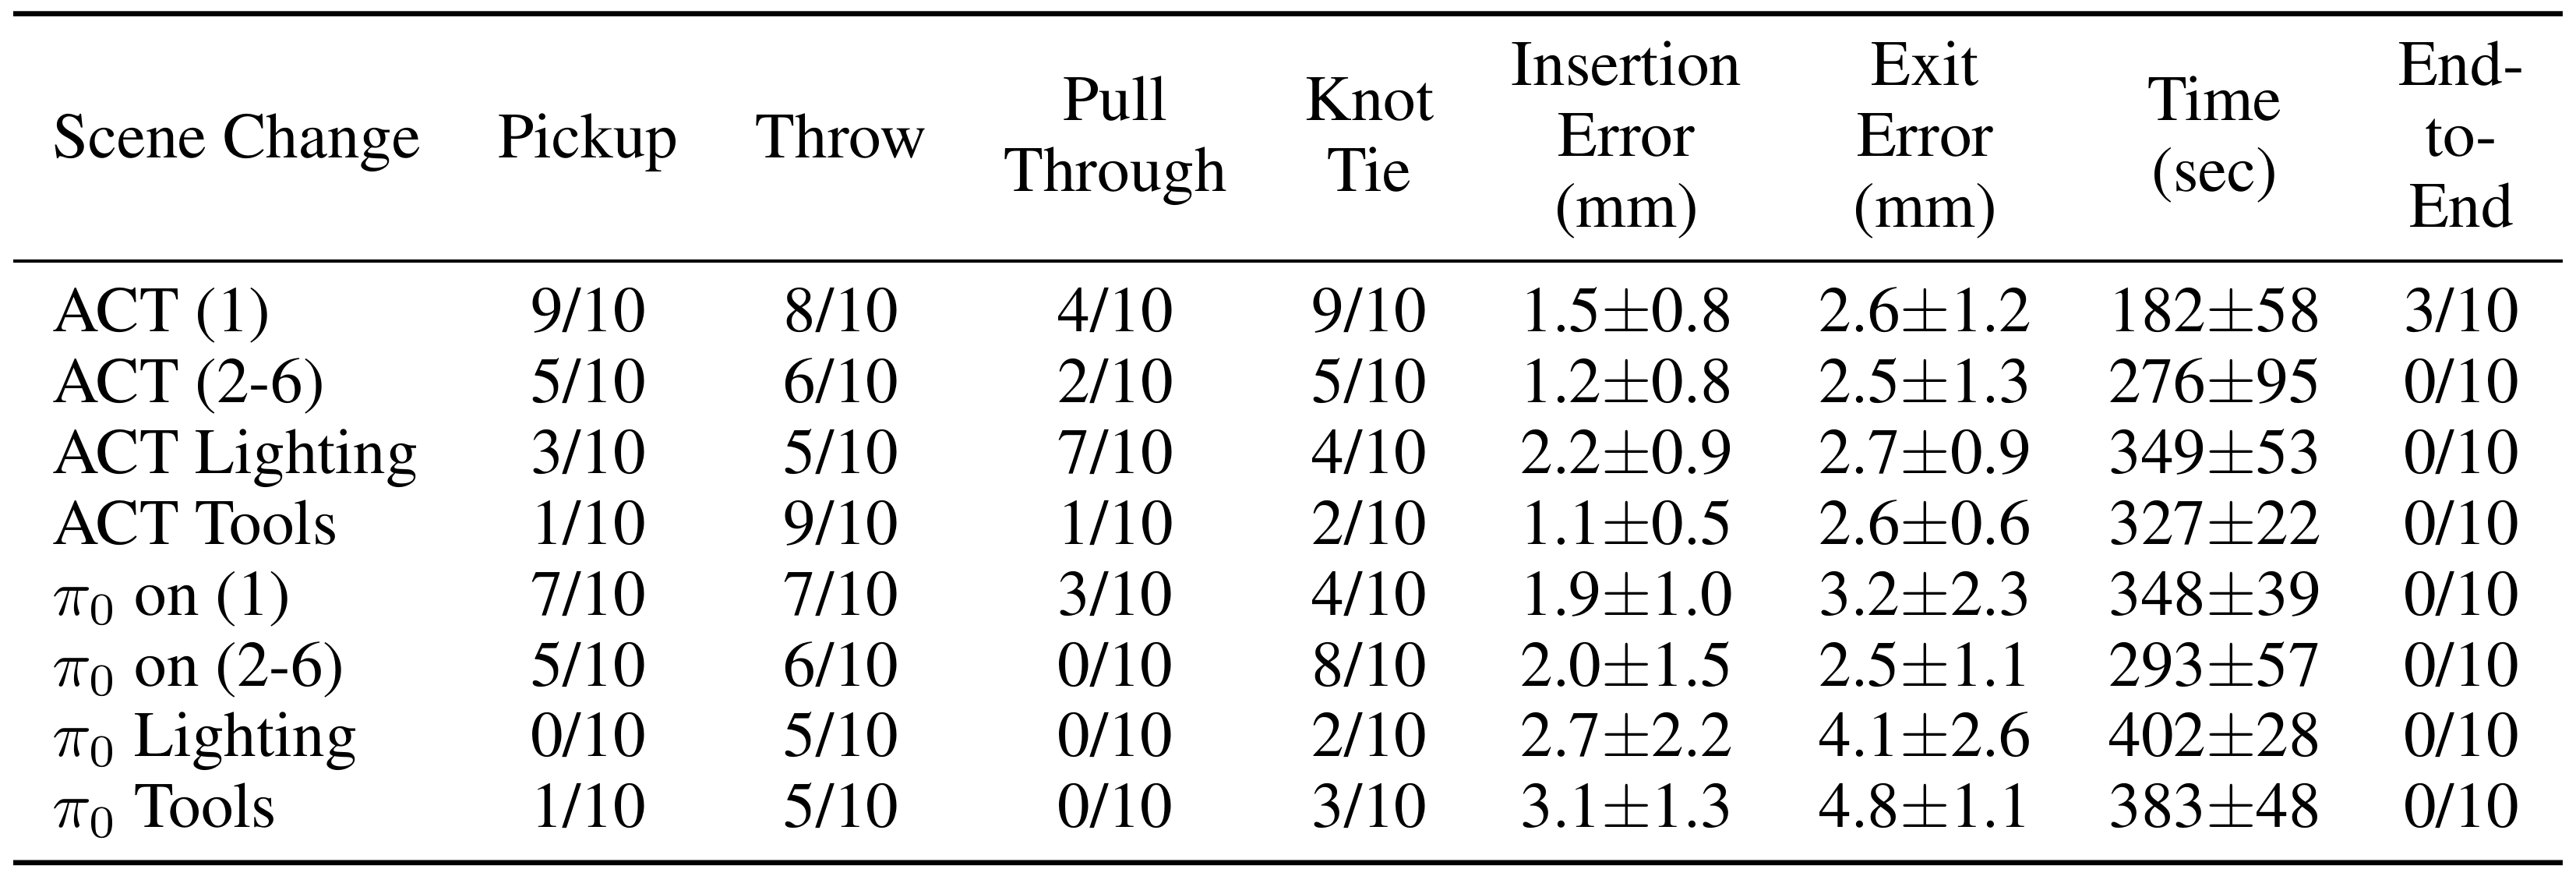 Scene Change Pickup Throw Pull Through Knot Tie Insertion Error (mm) Exit Error (mm) Time (sec) End-to-End
ACT (1) 9/10 8/10 4/10 9/10 1.5±0.8 2.6±1.2 182±58 3/10
ACT (2-6) 5/10 6/10 2/10 5/10 1.2±0.8 2.5±1.3 276±95 0/10
ACT Lighting 3/10 5/10 7/10 4/10 2.2±0.9 2.7±0.9 349±53 0/10
ACT Tools 1/10 9/10 1/10 2/10 1.1±0.5 2.6±0.6 327±22 0/10
π₀ on (1) 7/10 7/10 3/10 4/10 1.9±1.0 3.2±2.3 348±39 0/10
π₀ on (2-6) 5/10 6/10 0/10 8/10 2.0±1.5 2.5±1.1 293±57 0/10
π₀ Lighting 0/10 5/10 0/10 2/10 2.7±2.2 4.1±2.6 402±28 0/10
π₀ Tools 1/10 5/10 0/10 3/10 3.1±1.3 4.8±1.1 383±48 0/10